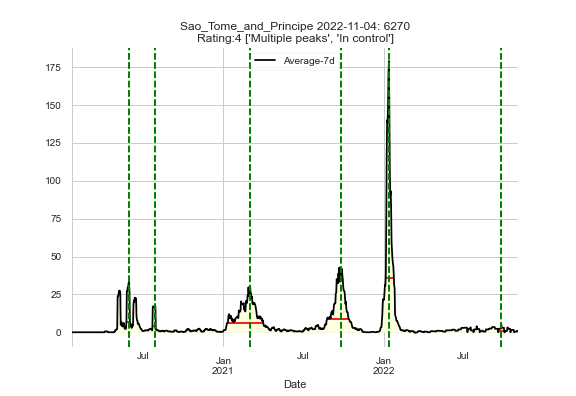 Sao_Tome_and_Principe 2022-11-04: 6270
Rating:4 ['Multiple peaks', 'In control']
Average-7d
175
150
125
100
75
50
25
0
Jul
Jan
2021
Jul
Jan
2022
Jul
Date